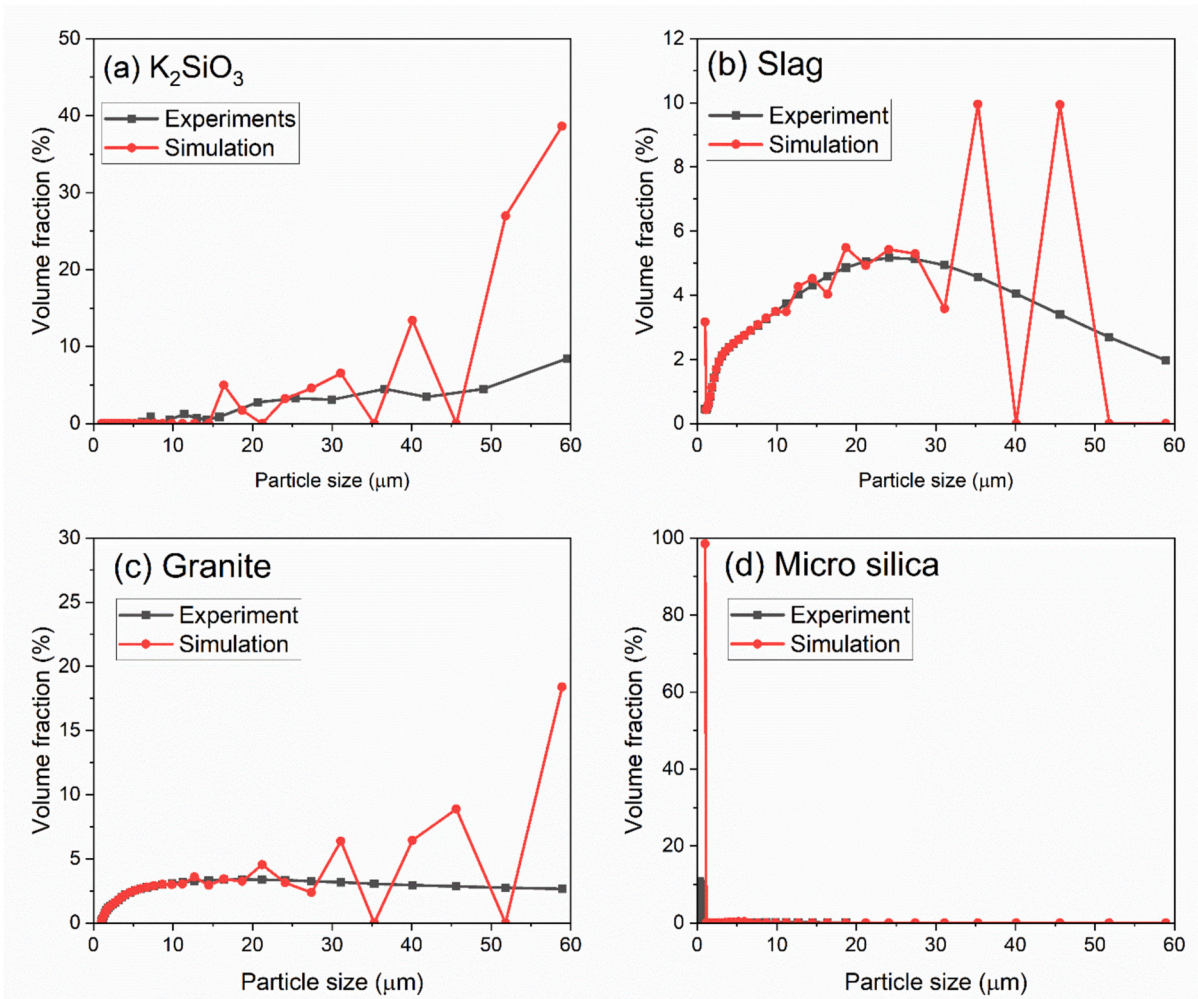 (a) K₂SiO₃
Experiments
Simulation
Volume fraction (%)
50
40
30
20
10
0
0 10 20 30 40 50 60
Particle size (μm)
(b) Slag
Experiment
Simulation
Volume fraction (%)
12
10
8
6
4
2
0
0 10 20 30 40 50 60
Particle size (μm)
(c) Granite
Experiment
Simulation
Volume fraction (%)
30
25
20
15
10
5
0
0 10 20 30 40 50 60
Particle size (μm)
(d) Micro silica
Experiment
Simulation
Volume fraction (%)
100
80
60
40
20
0
0 10 20 30 40 50 60
Particle size (μm)